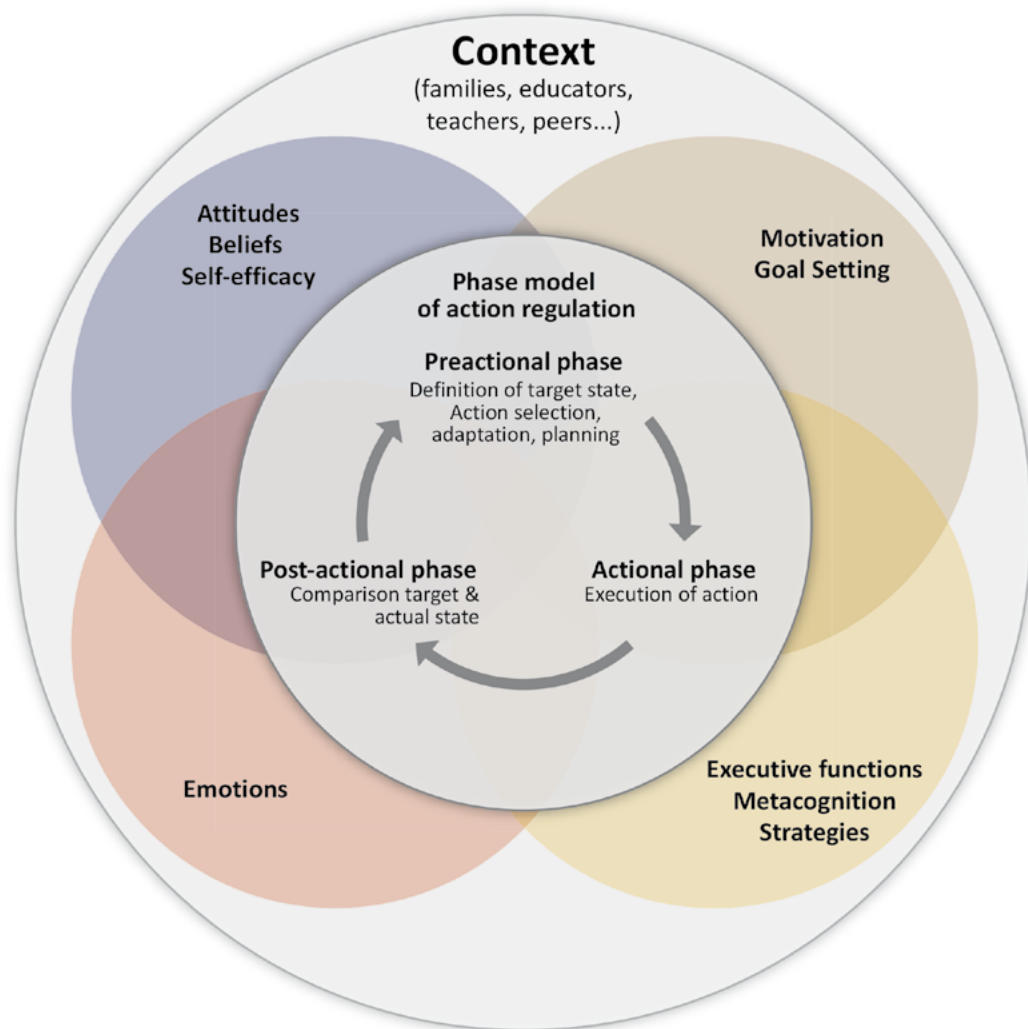 Context
(families, educators,
teachers, peers...)
Attitudes
Beliefs
Self-efficacy
Motivation
Goal Setting
Phase model
of action regulation
Preactional phase
Definition of target state,
Action selection,
adaptation, planning
Post-actional phase
Comparison target &
actual state
Actional phase
Execution of action
Emotions
Executive functions
Metacognition
Strategies